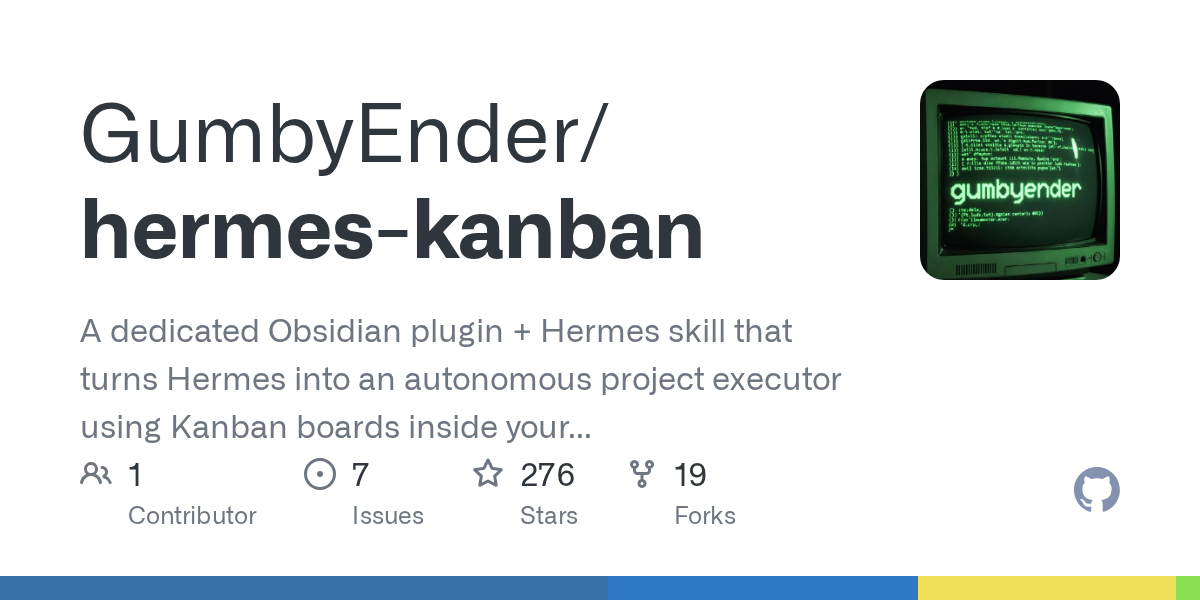 GumbyEnder/
hermes-kanban
A dedicated Obsidian plugin + Hermes skill that
turns Hermes into an autonomous project executor
using Kanban boards inside your...
1
Contributor
7
Issues
276
Stars
19
Forks
gumbyender